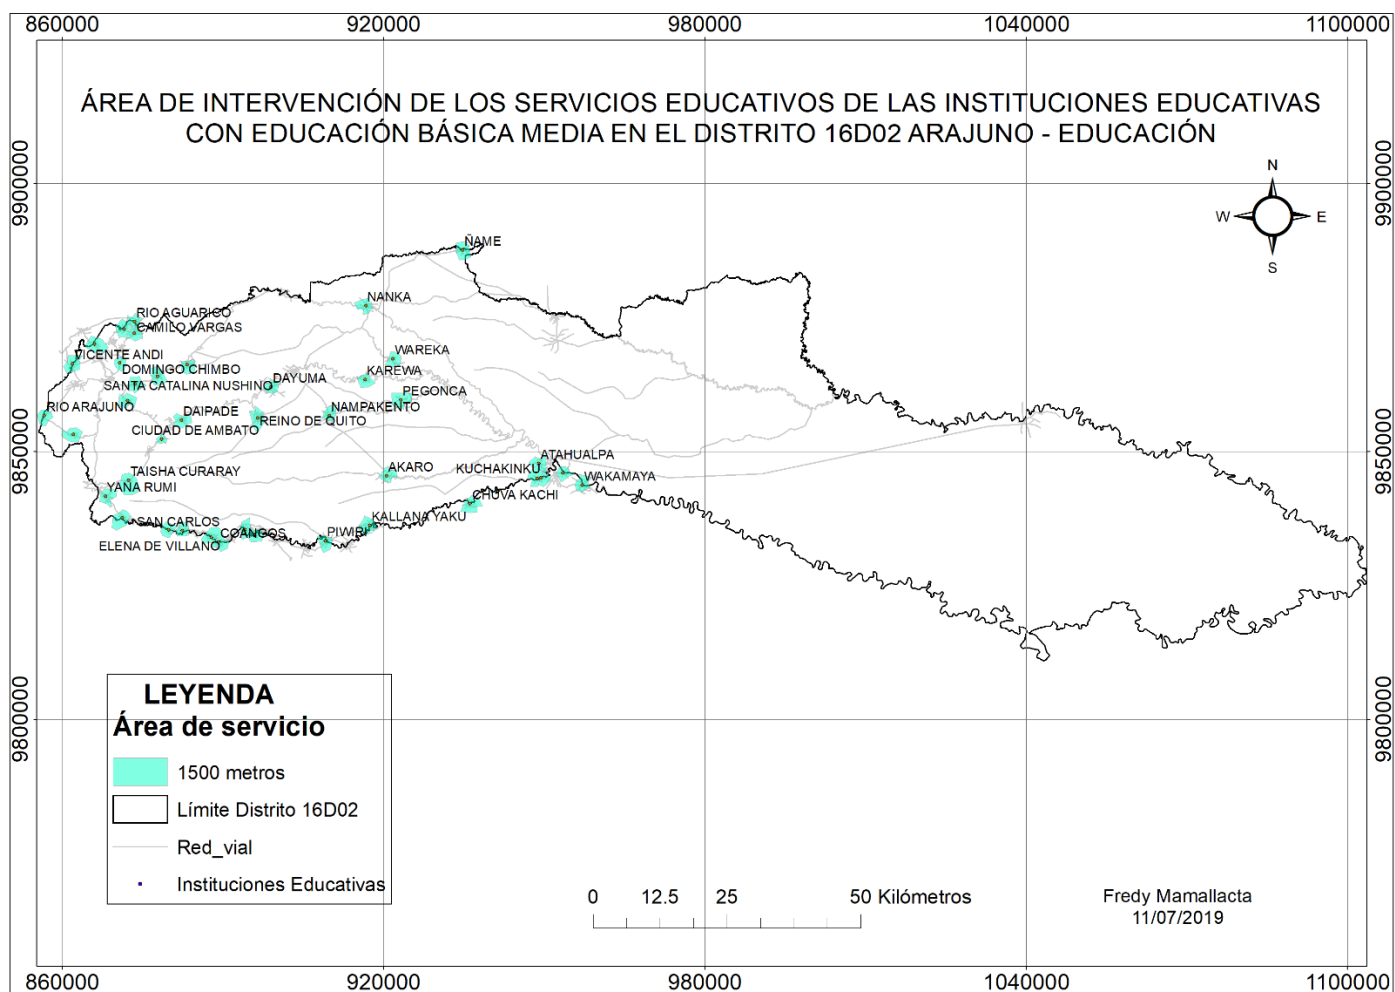 860000 920000 980000 1040000 1100000
ÁREA DE INTERVENCIÓN DE LOS SERVICIOS EDUCATIVOS DE LAS INSTITUCIONES EDUCATIVAS
CON EDUCACIÓN BÁSICA MEDIA EN EL DISTRITO 16D02 ARAJUNO - EDUCACIÓN
9900000 9900000
N
W E
S
ÑAME
NANKA
RIO AGUARICO
CAMILO VARGAS
WAREKA
VICENTE ANDI
DOMINGO CHIMBO
KAREWA
SANTA CATALINA NUSHINO
DAYUMA
PEGONCA
RIO ARAJUNO
DAIPADE
NAMPAKENTO
REINO DE QUITO
CIUDAD DE AMBATO
9850000 9850000
ATAHUALPA
TAISHA CURARAY
AKARO
KUCHAKINKU
WAKAMAYA
YANA RUMI
CHUVA KACHI
SAN CARLOS
KALLANA YAKU
COANGOS
PIWIRI
ELENA DE VILLANO
LEYENDA
Área de servicio
1500 metros
Límite Distrito 16D02
Red_vial
Instituciones Educativas
9800000 9800000
0 12.5 25 50 Kilómetros
Fredy Mamallacta
11/07/2019
860000 920000 980000 1040000 1100000